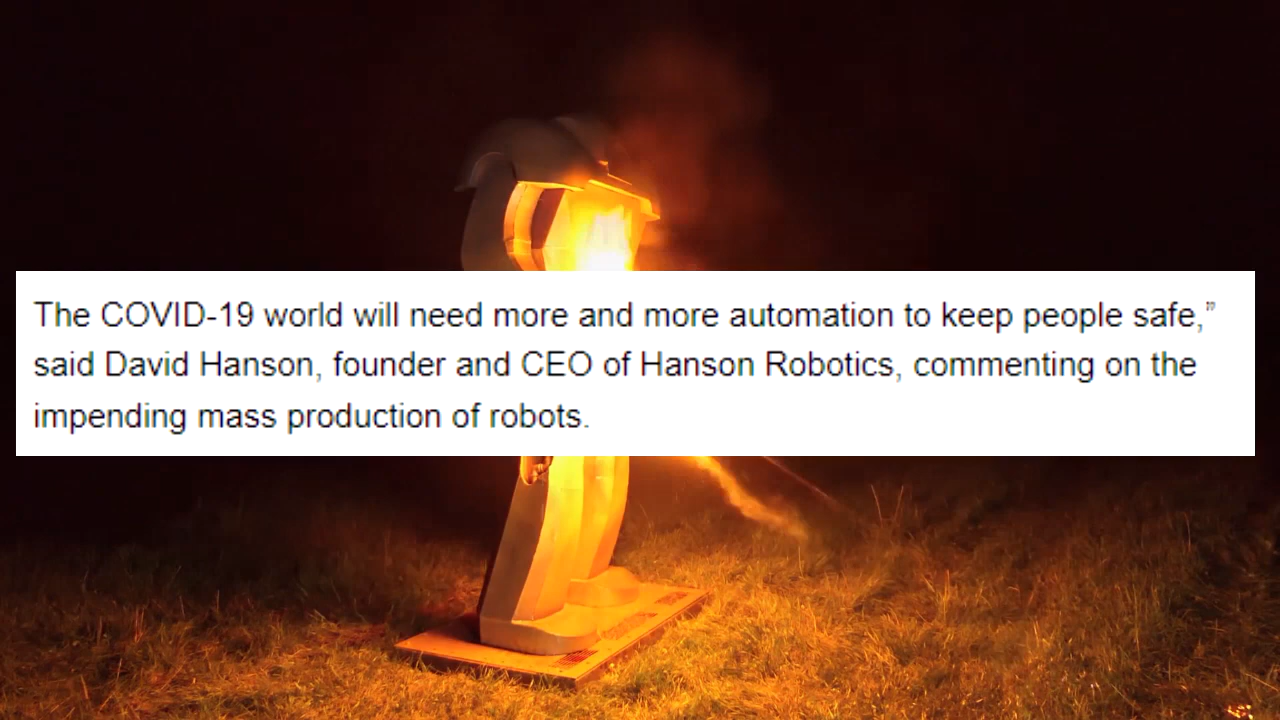 The COVID-19 world will need more and more automation to keep people safe,”
said David Hanson, founder and CEO of Hanson Robotics, commenting on the
impending mass production of robots.